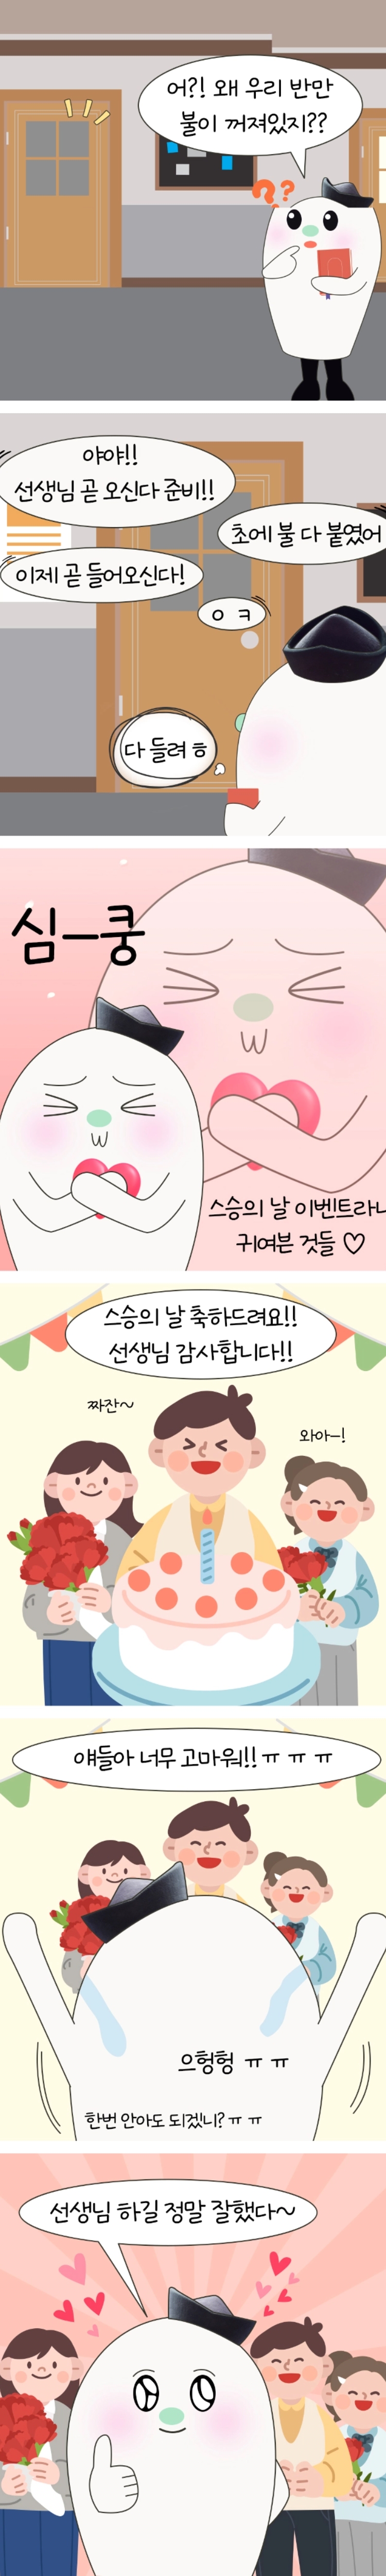 어?! 왜 우리 반만
불이 꺼져있지??
??
야야!!
선생님 곧 오신다 준비!!
초에 불 다 붙였어
이제 곧 들어오신다!
ㅇㅋ
다 들려 ㅎ
심ㅡ쿵
스승의 날 이벤트라니
귀여븐 것들 ♡
스승의 날 축하드려요!!
선생님 감사합니다!!
짜잔~
와아-!
얘들아 너무 고마워!! ㅠㅠㅠ
으헝헝 ㅠㅠ
한번 안아도 되겠니? ㅠㅠ
선생님 하길 정말 잘했다~